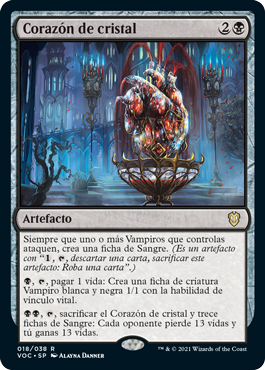 Corazón de cristal 2
Artefacto
Siempre que uno o más Vampiros que controlas
ataquen, crea una ficha de Sangre. (Es un artefacto
con “1, , descartar una carta, sacrificar este
artefacto: Roba una carta”.)
, , pagar 1 vida: Crea una ficha de criatura
Vampiro blanca y negra 1/1 con la habilidad de
vínculo vital.
, , sacrificar el Corazón de cristal y trece
fichas de Sangre: Cada oponente pierde 13 vidas y
tú ganas 13 vidas.
018/038 R
VOC • SP ALAYNA DANNER
™ & © 2021 Wizards of the Coast